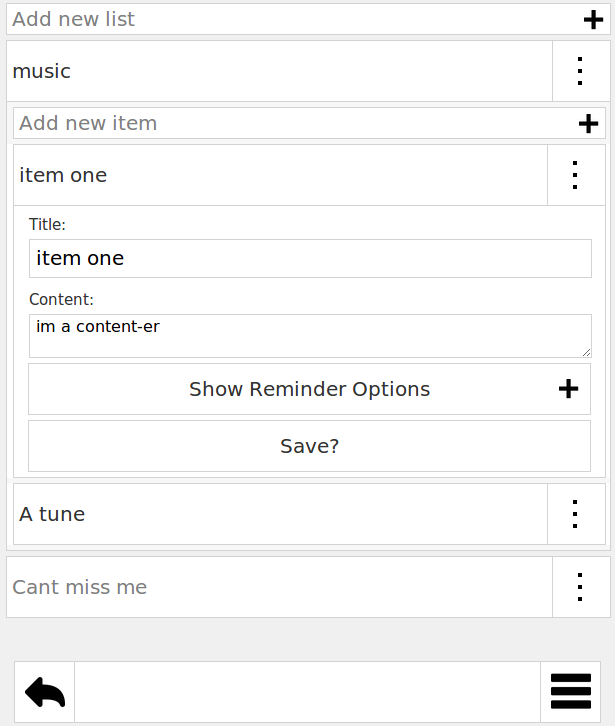 Add new list
music
Add new item
item one
Title:
item one
Content:
im a content-er
Show Reminder Options
Save?
A tune
Cant miss me